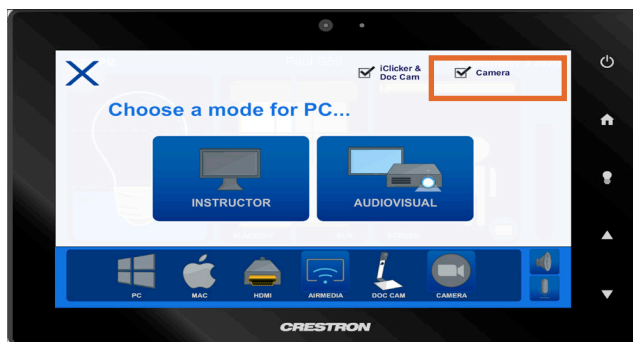 iClicker &
Doc Cam
Camera
Choose a mode for PC...
INSTRUCTOR
AUDIOVISUAL
PC
MAC
HDMI
AIRMEDIA
DOC CAM
CAMERA
CRESTRON